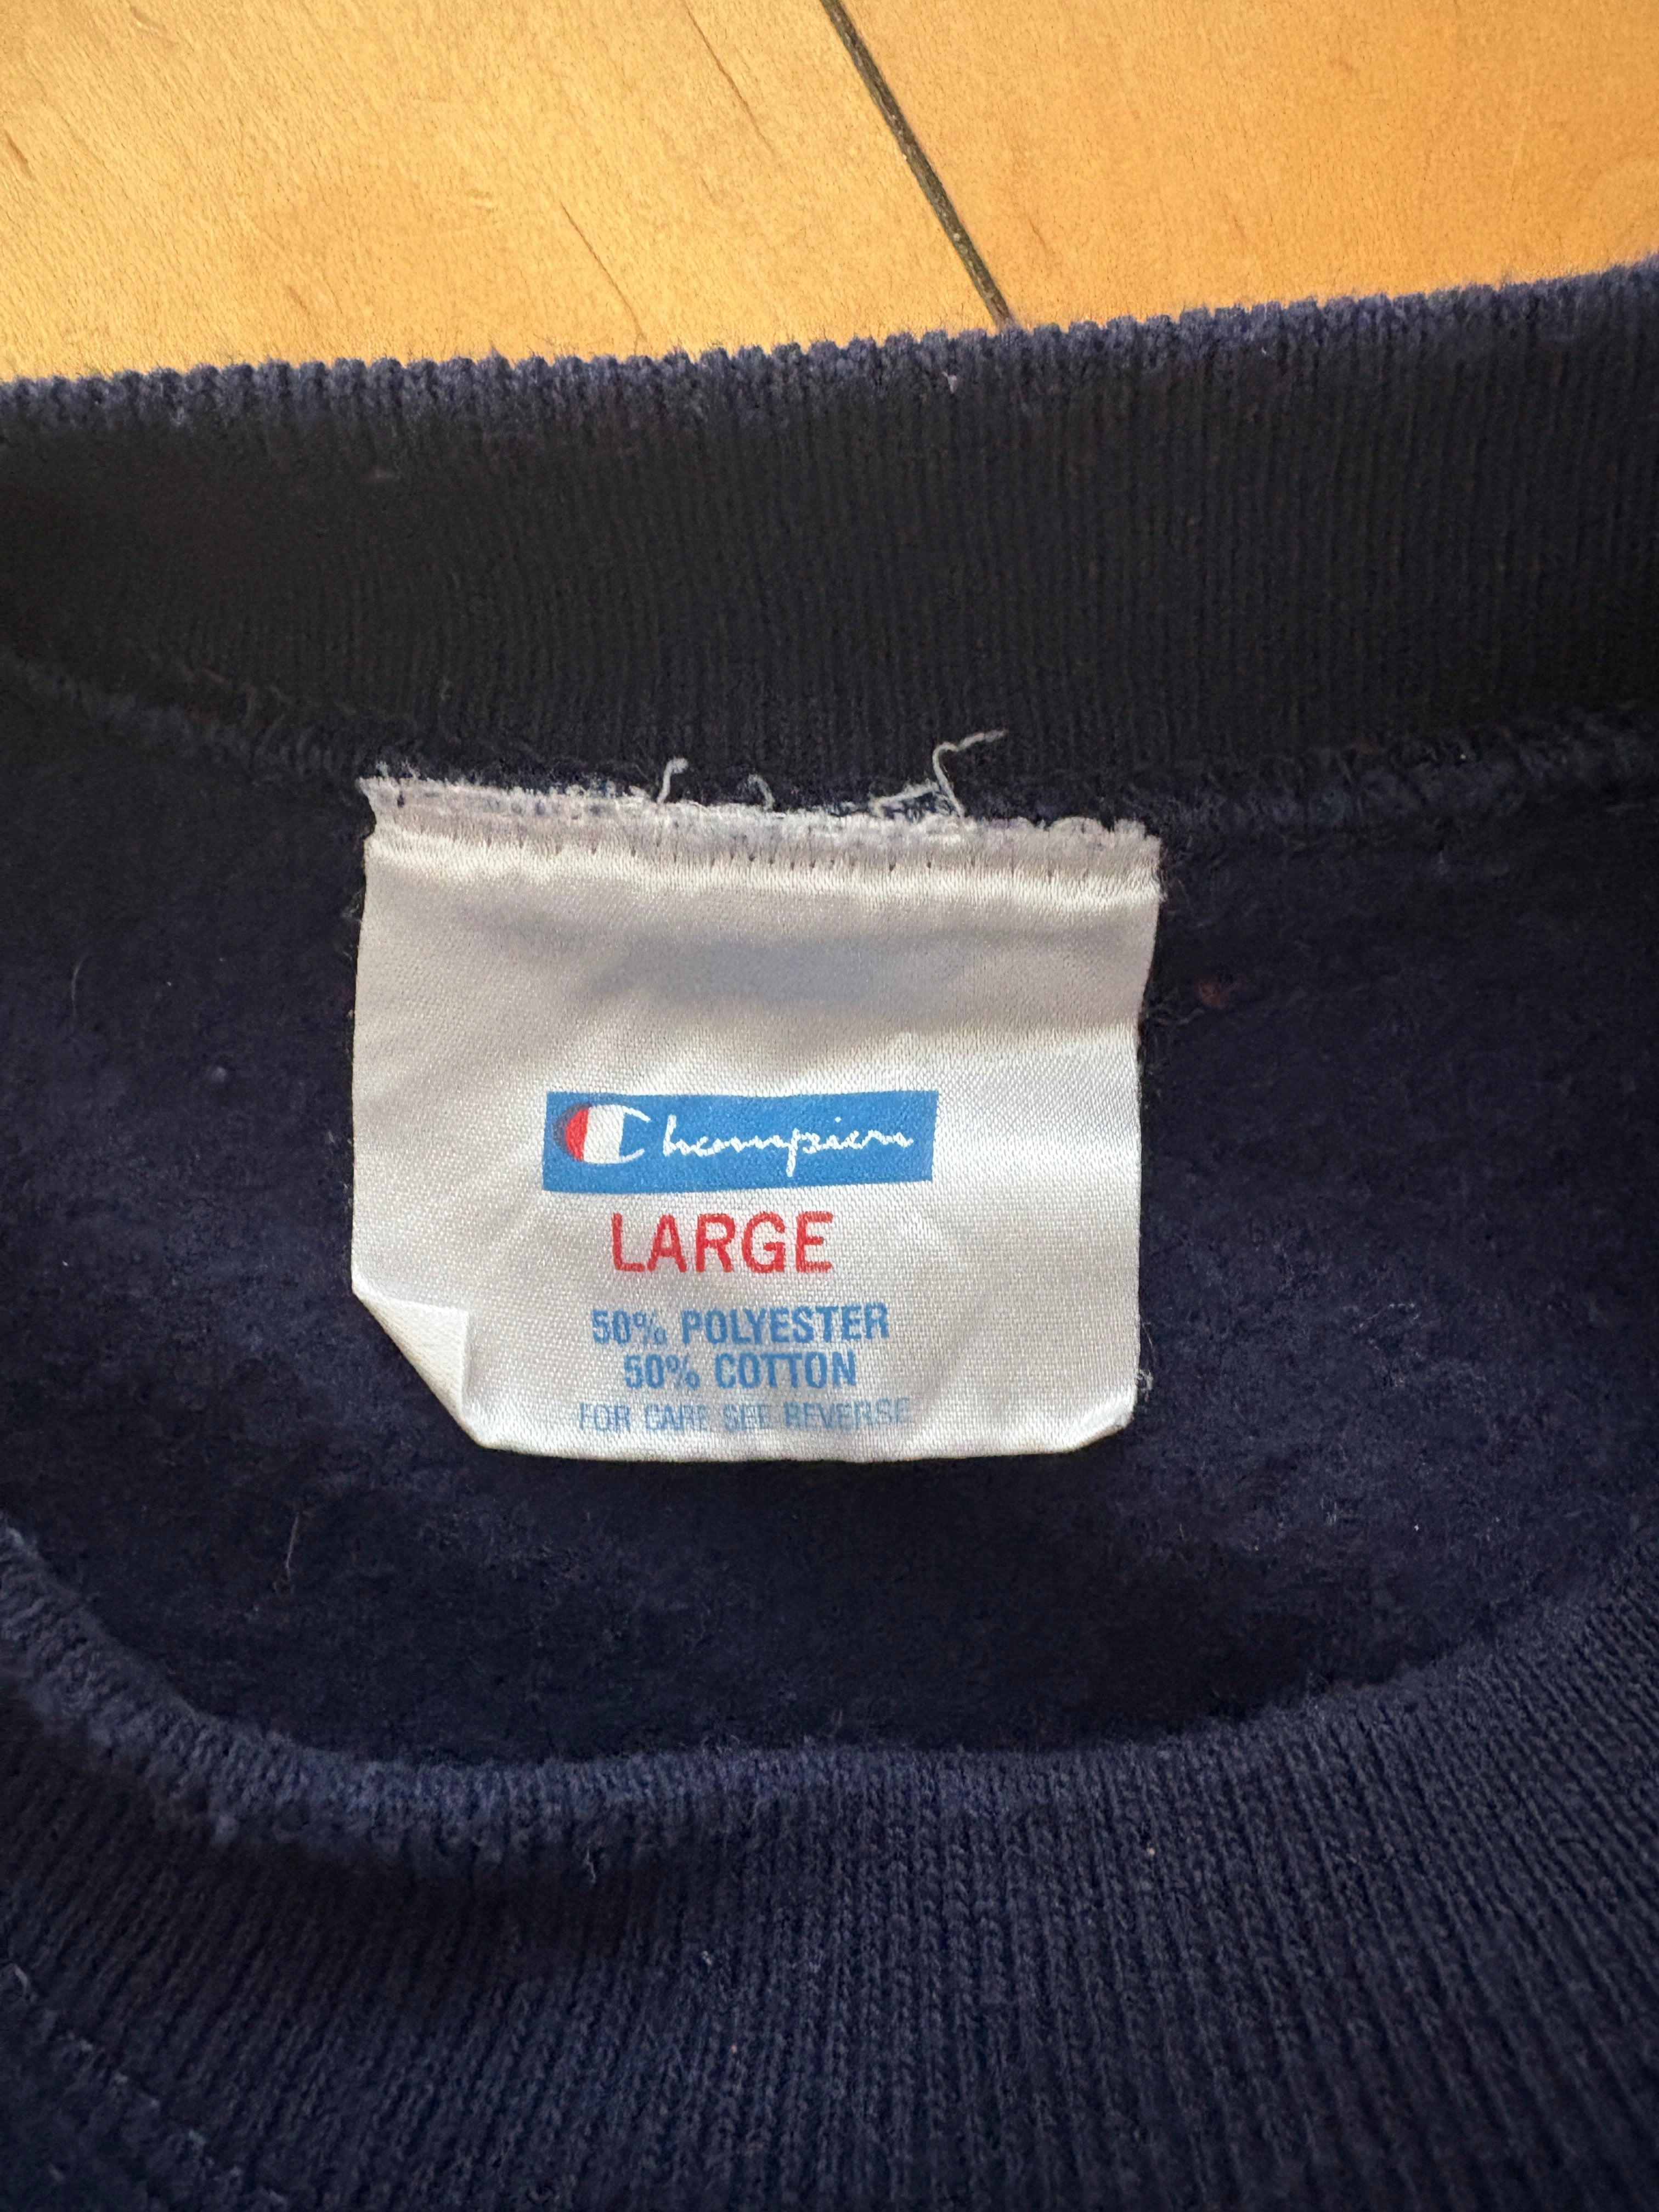 Champion
LARGE
50% POLYESTER
50% COTTON
FOR CARE SEE REVERSE